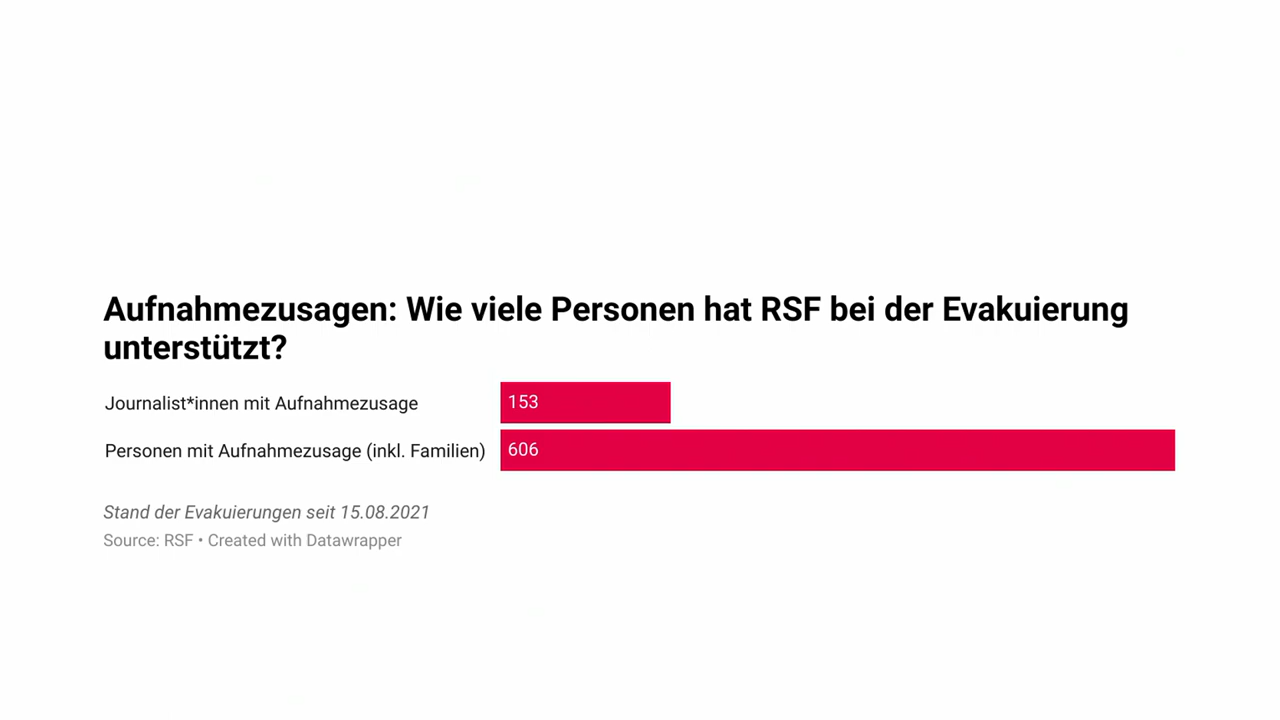 Aufnahmezusagen: Wie viele Personen hat RSF bei der Evakuierung
unterstützt?
Journalist*innen mit Aufnahmezusage 153
Personen mit Aufnahmezusage (inkl. Familien) 606
Stand der Evakuierungen seit 15.08.2021
Source: RSF • Created with Datawrapper